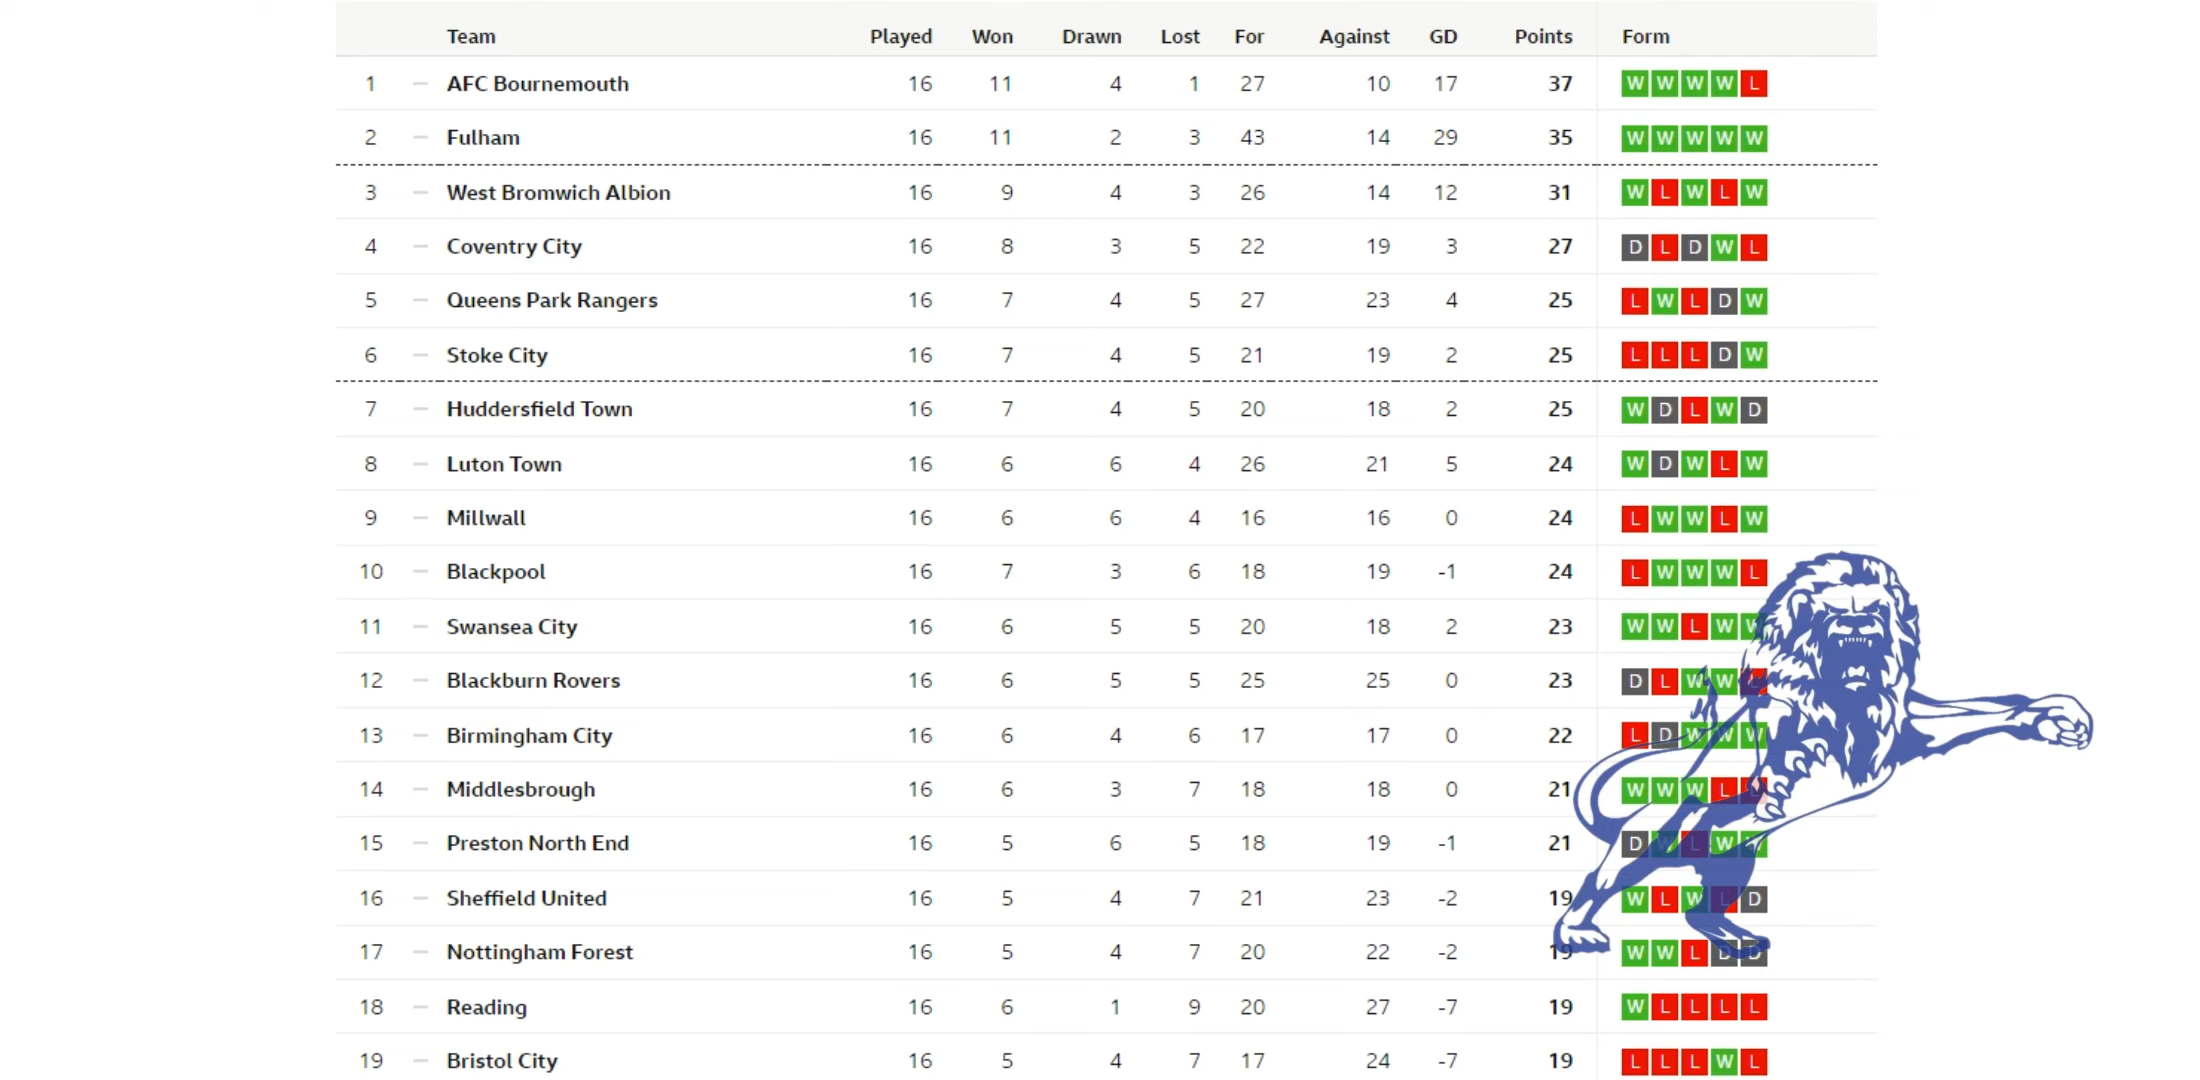 Team Played Won Drawn Lost For Against GD Points Form
1 — AFC Bournemouth 16 11 4 1 27 10 17 37 W W W W L
2 — Fulham 16 11 2 3 43 14 29 35 W W W W W
3 — West Bromwich Albion 16 9 4 3 26 14 12 31 W L W L W
4 — Coventry City 16 8 3 5 22 19 3 27 D L D W L
5 — Queens Park Rangers 16 7 4 5 27 23 4 25 L W L D W
6 — Stoke City 16 7 4 5 21 19 2 25 L L L D W
7 — Huddersfield Town 16 7 4 5 20 18 2 25 W D L W D
8 — Luton Town 16 6 6 4 26 21 5 24 W D W L W
9 — Millwall 16 6 6 4 16 16 0 24 L W W L W
10 — Blackpool 16 7 3 6 18 19 -1 24 L W W W L
11 — Swansea City 16 6 5 5 20 18 2 23 W W L W W
12 — Blackburn Rovers 16 6 5 5 25 25 0 23 D L W W L
13 — Birmingham City 16 6 4 6 17 17 0 22 L D W W W
14 — Middlesbrough 16 6 3 7 18 18 0 21 W W W L L
15 — Preston North End 16 5 6 5 18 19 -1 21 D W L W W
16 — Sheffield United 16 5 4 7 21 23 -2 19 W L W L D
17 — Nottingham Forest 16 5 4 7 20 22 -2 19 W W L D D
18 — Reading 16 6 1 9 20 27 -7 19 W L L L L
19 — Bristol City 16 5 4 7 17 24 -7 19 L L L W L